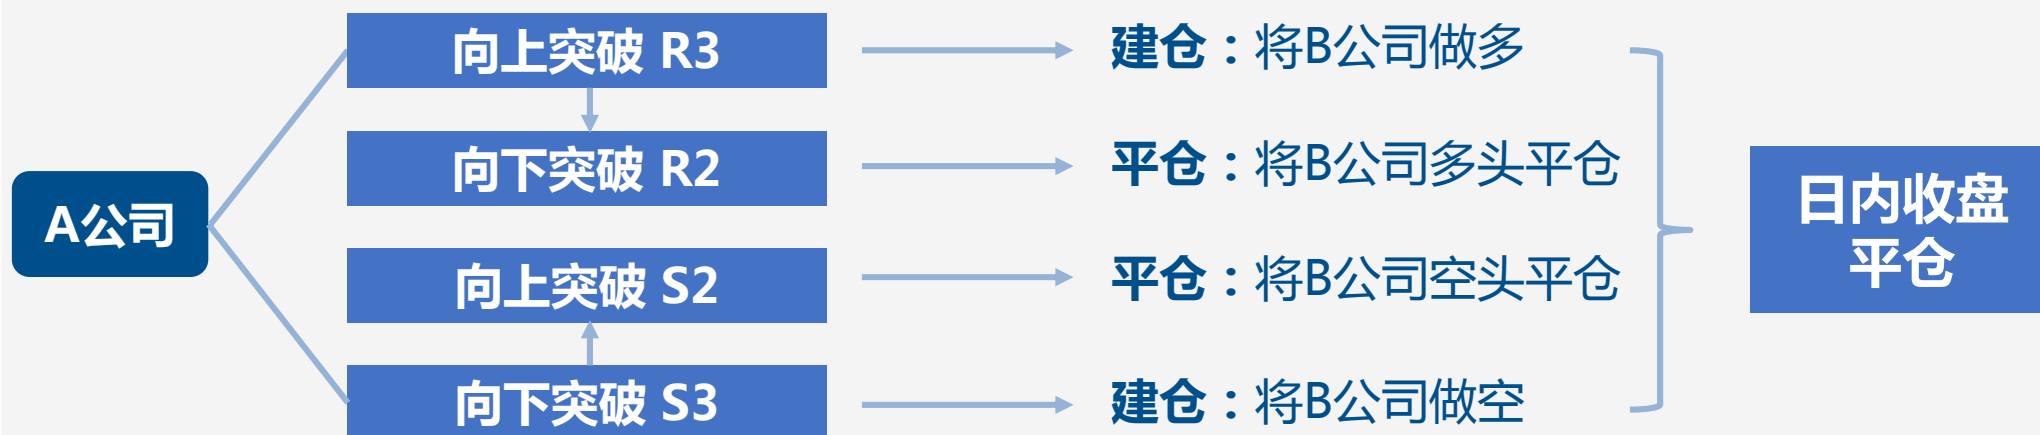 A公司
向上突破 R3
建仓：将B公司做多
向下突破 R2
平仓：将B公司多头平仓
向上突破 S2
平仓：将B公司空头平仓
向下突破 S3
建仓：将B公司做空
日内收盘
平仓